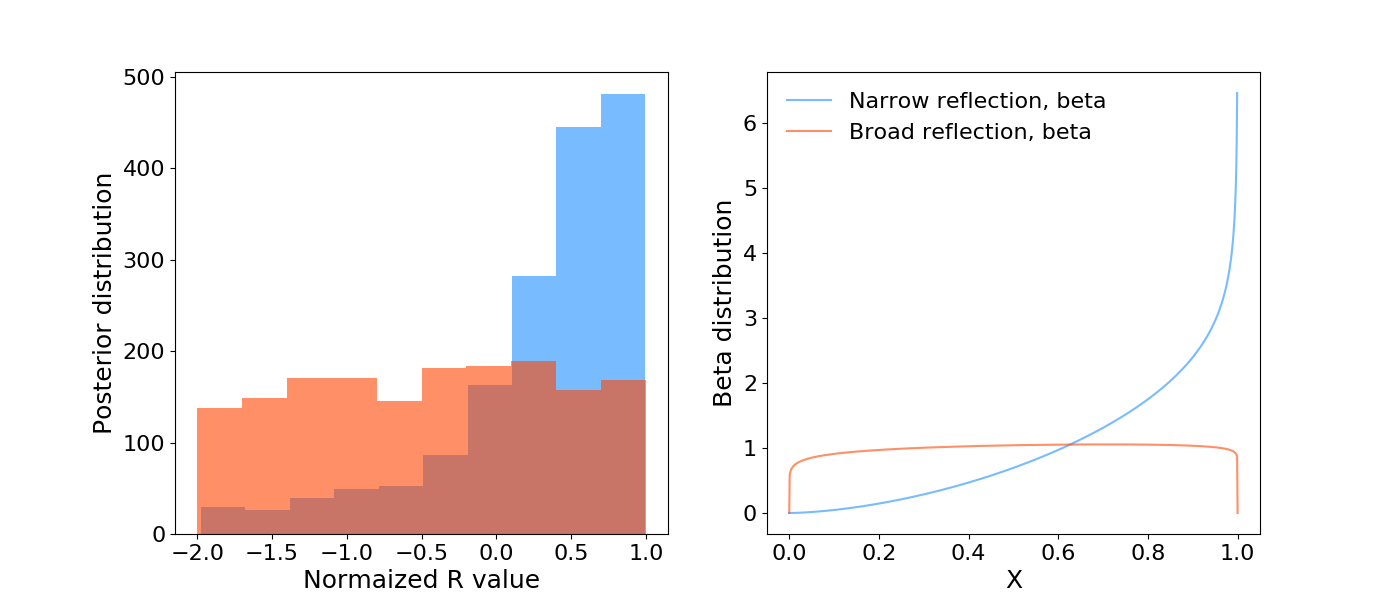 500
400
300
200
100
0
Posterior distribution
−2.0 −1.5 −1.0 −0.5 0.0 0.5 1.0
Normaized R value
Narrow reflection, beta
Broad reflection, beta
6
5
4
3
2
1
0
Beta distribution
0.0 0.2 0.4 0.6 0.8 1.0
X